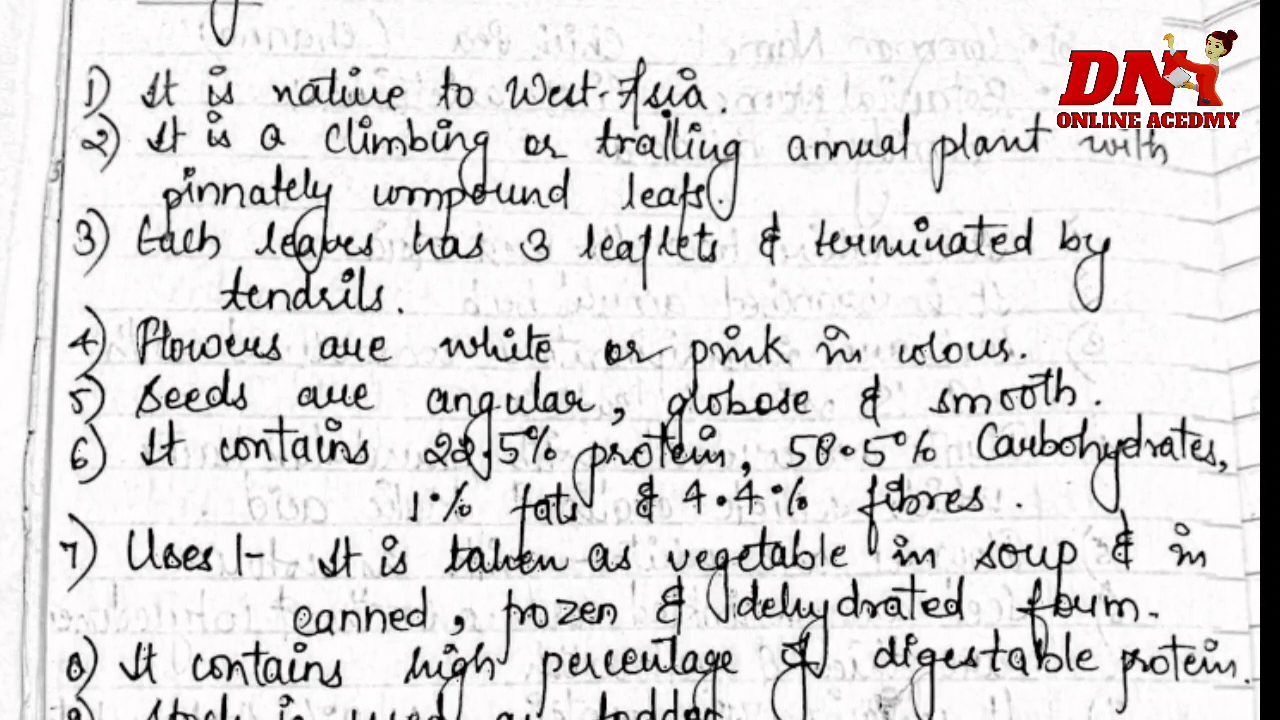 DN
ONLINE ACEDMY
1) It is native to West-Asia.
2) It is a climbing or trailing annual plant with
pinnately compound leafs.
3) Each leaves has 3 leaflets & terminated by
tendrils.
4) Flowers are white or pink in colour.
5) Seeds are angular, globose & smooth.
6) It contains 22.5% protein, 58.5% Carbohydrates,
1% fats & 4.4% fibres.
7) Uses :- It is taken as vegetable in soup & in
canned, frozen & dehydrated form.
8) It contains high percentage of digestable protein.
is used as fodder